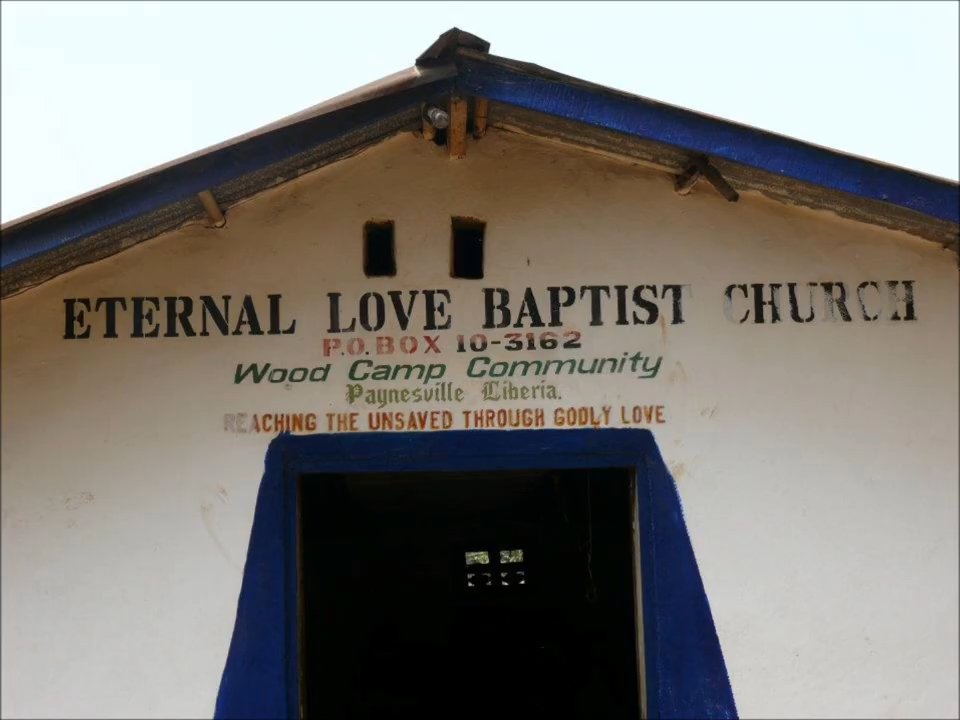 ETERNAL LOVE BAPTIST CHURCH
P.O. BOX 10-3162
Wood Camp Community
Paynesville Liberia.
REACHING THE UNSAVED THROUGH GODLY LOVE